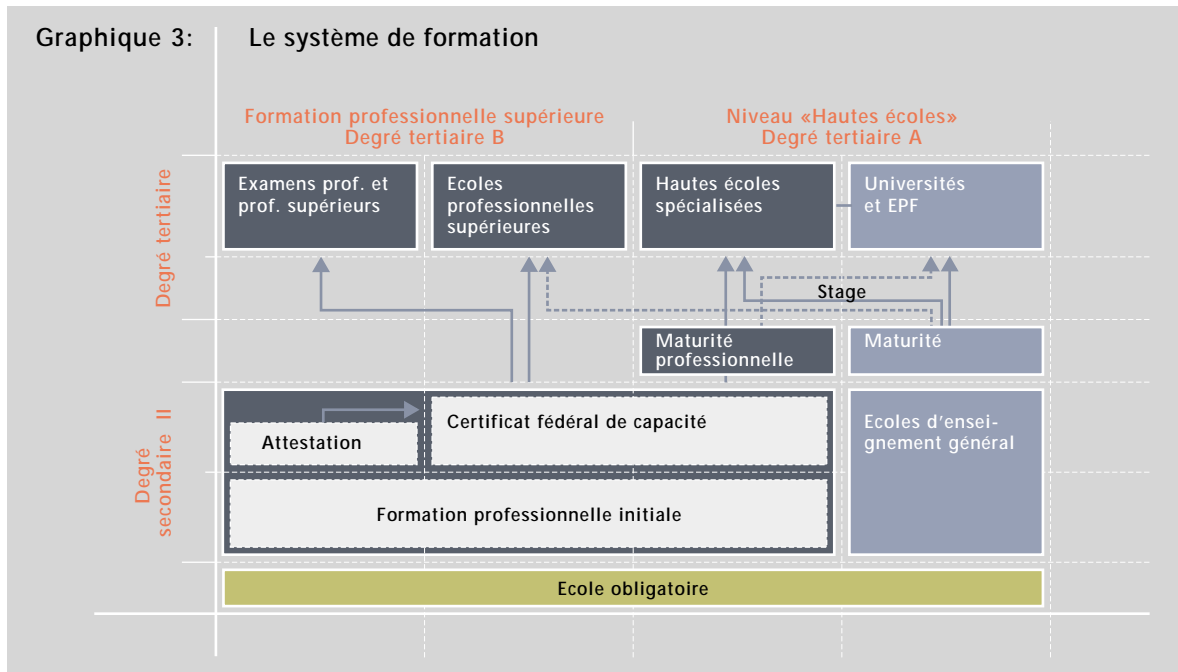 Graphique 3: Le système de formation
Formation professionnelle supérieure
Degré tertiaire B
Niveau «Hautes écoles»
Degré tertiaire A
Degré tertiaire
Examens prof. et
prof. supérieurs
Ecoles
professionnelles
supérieures
Hautes écoles
spécialisées
Universités
et EPF
Stage
Maturité
professionnelle
Maturité
Degré
secondaire II
Attestation
Certificat fédéral de capacité
Ecoles d'ensei-
gnement général
Formation professionnelle initiale
Ecole obligatoire